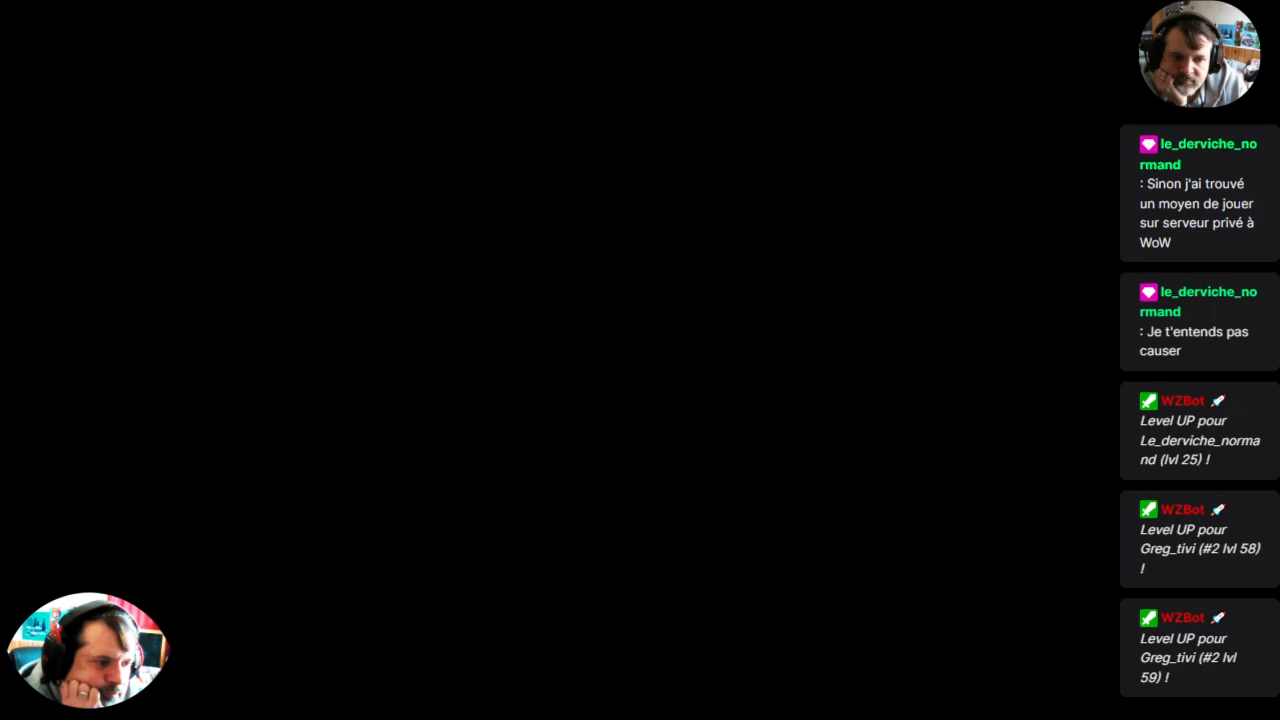 le_derviche_no
rmand
: Sinon j'ai trouvé
un moyen de jouer
sur serveur privé à
WoW
le_derviche_no
rmand
: Je t'entends pas
causer
WZBot 🚀
Level UP pour
Le_derviche_norma
nd (lvl 25) !
WZBot 🚀
Level UP pour
Greg_tivi (#2 lvl 58)
!
WZBot 🚀
Level UP pour
Greg_tivi (#2 lvl
59) !